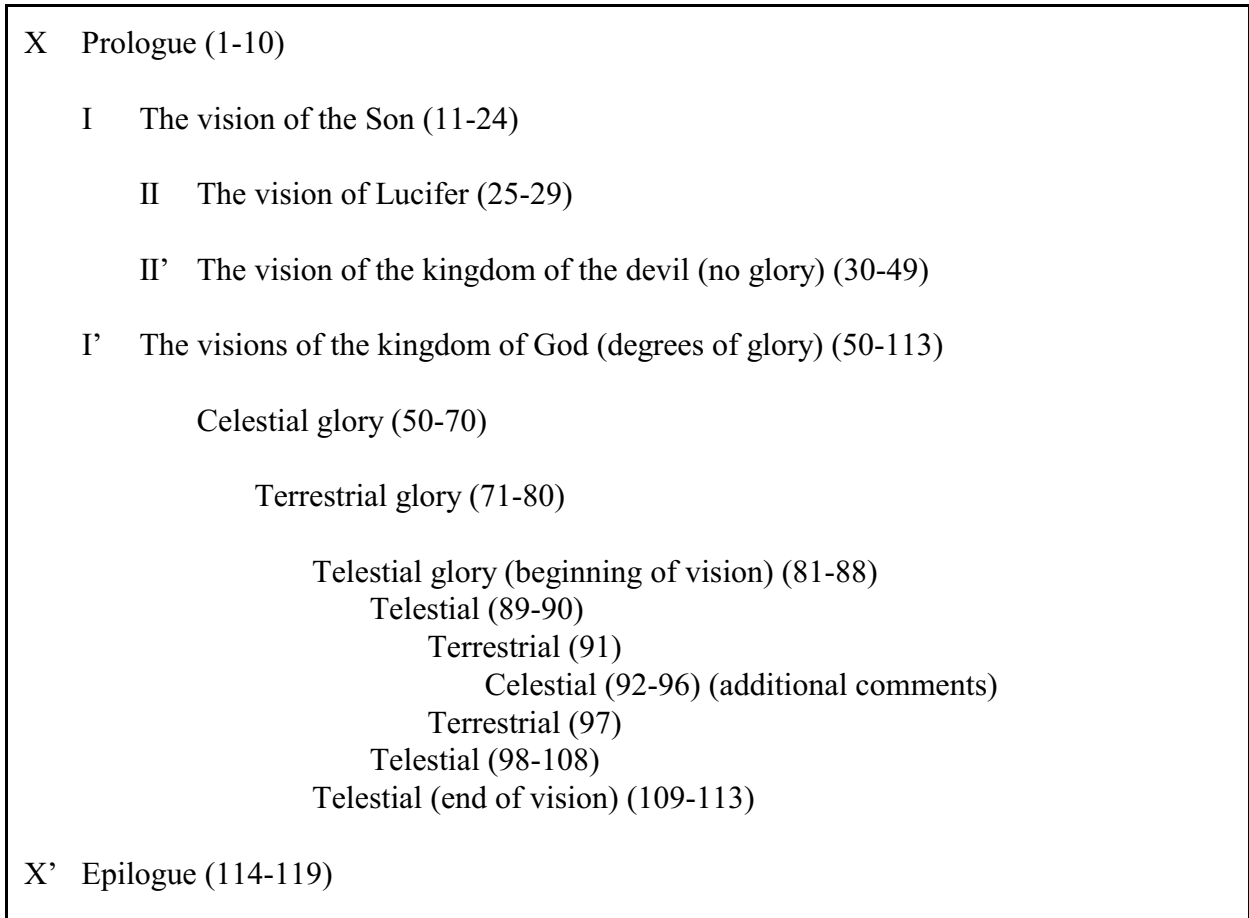 X Prologue (1-10)
I The vision of the Son (11-24)
II The vision of Lucifer (25-29)
II’ The vision of the kingdom of the devil (no glory) (30-49)
I’ The visions of the kingdom of God (degrees of glory) (50-113)
Celestial glory (50-70)
Terrestrial glory (71-80)
Telestial glory (beginning of vision) (81-88)
Telestial (89-90)
Terrestrial (91)
Celestial (92-96) (additional comments)
Terrestrial (97)
Telestial (98-108)
Telestial (end of vision) (109-113)
X’ Epilogue (114-119)